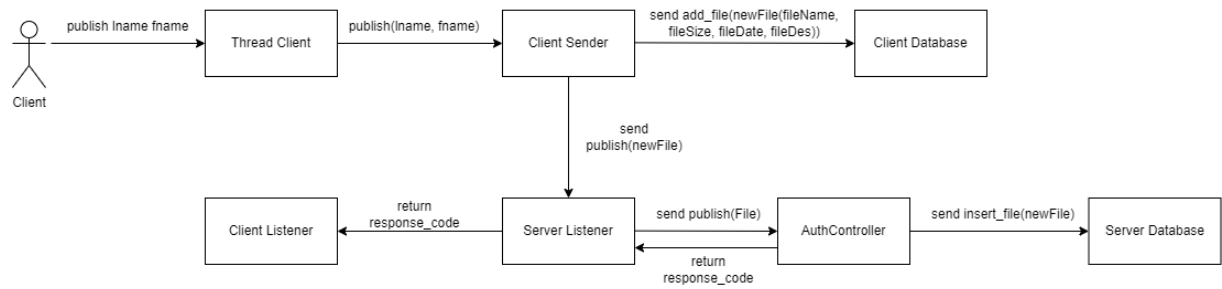 publish lname fname
publish(lname, fname)
send add_file(newFile(fileName,
fileSize, fileDate, fileDes))
Thread Client
Client Sender
Client Database
Client
send
publish(newFile)
return
response_code
send publish(File)
send insert_file(newFile)
Client Listener
Server Listener
AuthController
Server Database
return
response_code